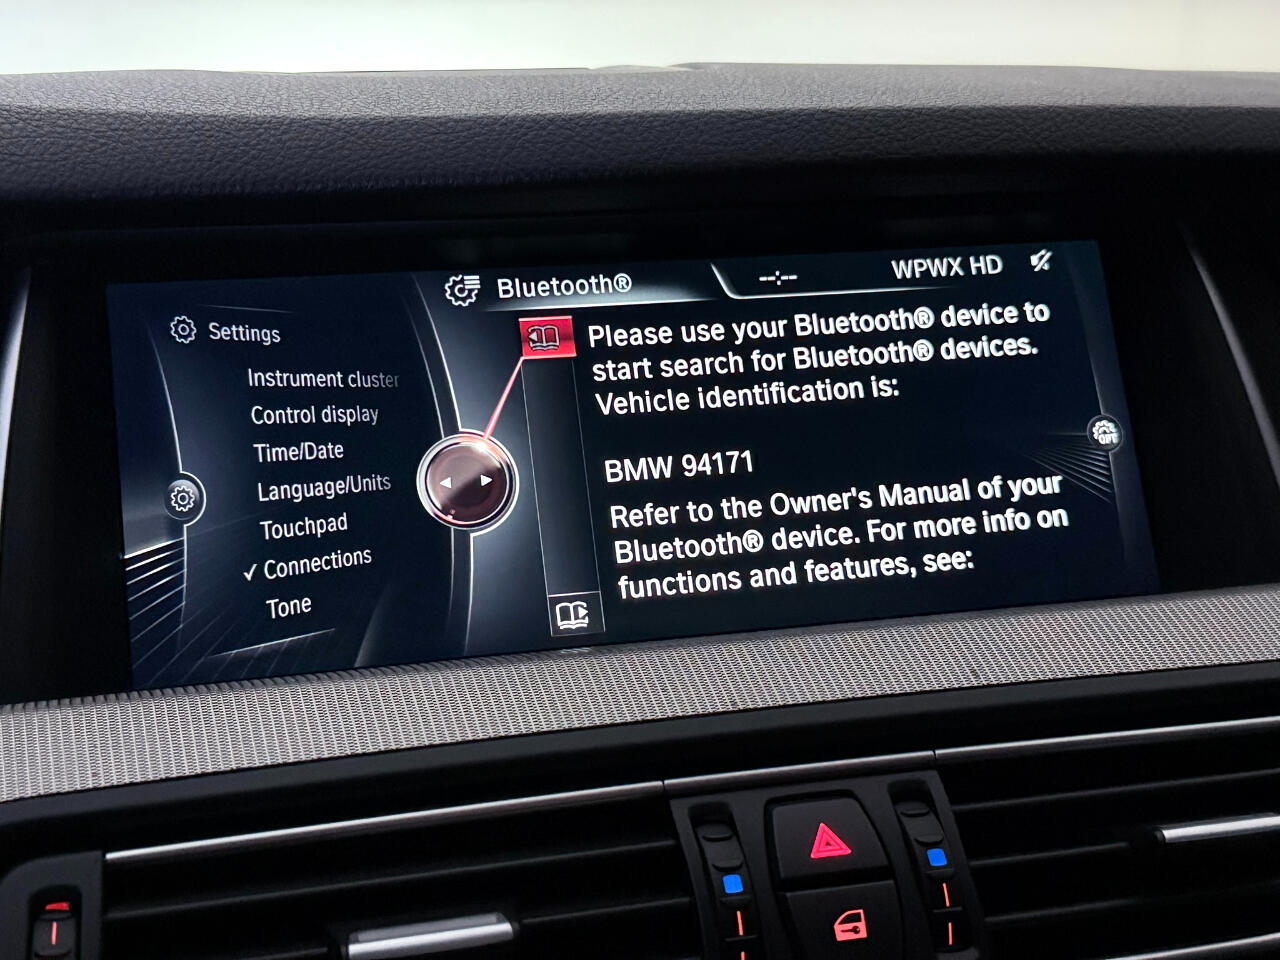 Bluetooth®
--:--
WPWX HD
Settings
Instrument cluster
Control display
Time/Date
Language/Units
Touchpad
✓ Connections
Tone
Please use your Bluetooth® device to
start search for Bluetooth® devices.
Vehicle identification is:
BMW 94171
Refer to the Owner's Manual of your
Bluetooth® device. For more info on
functions and features, see:
OPT